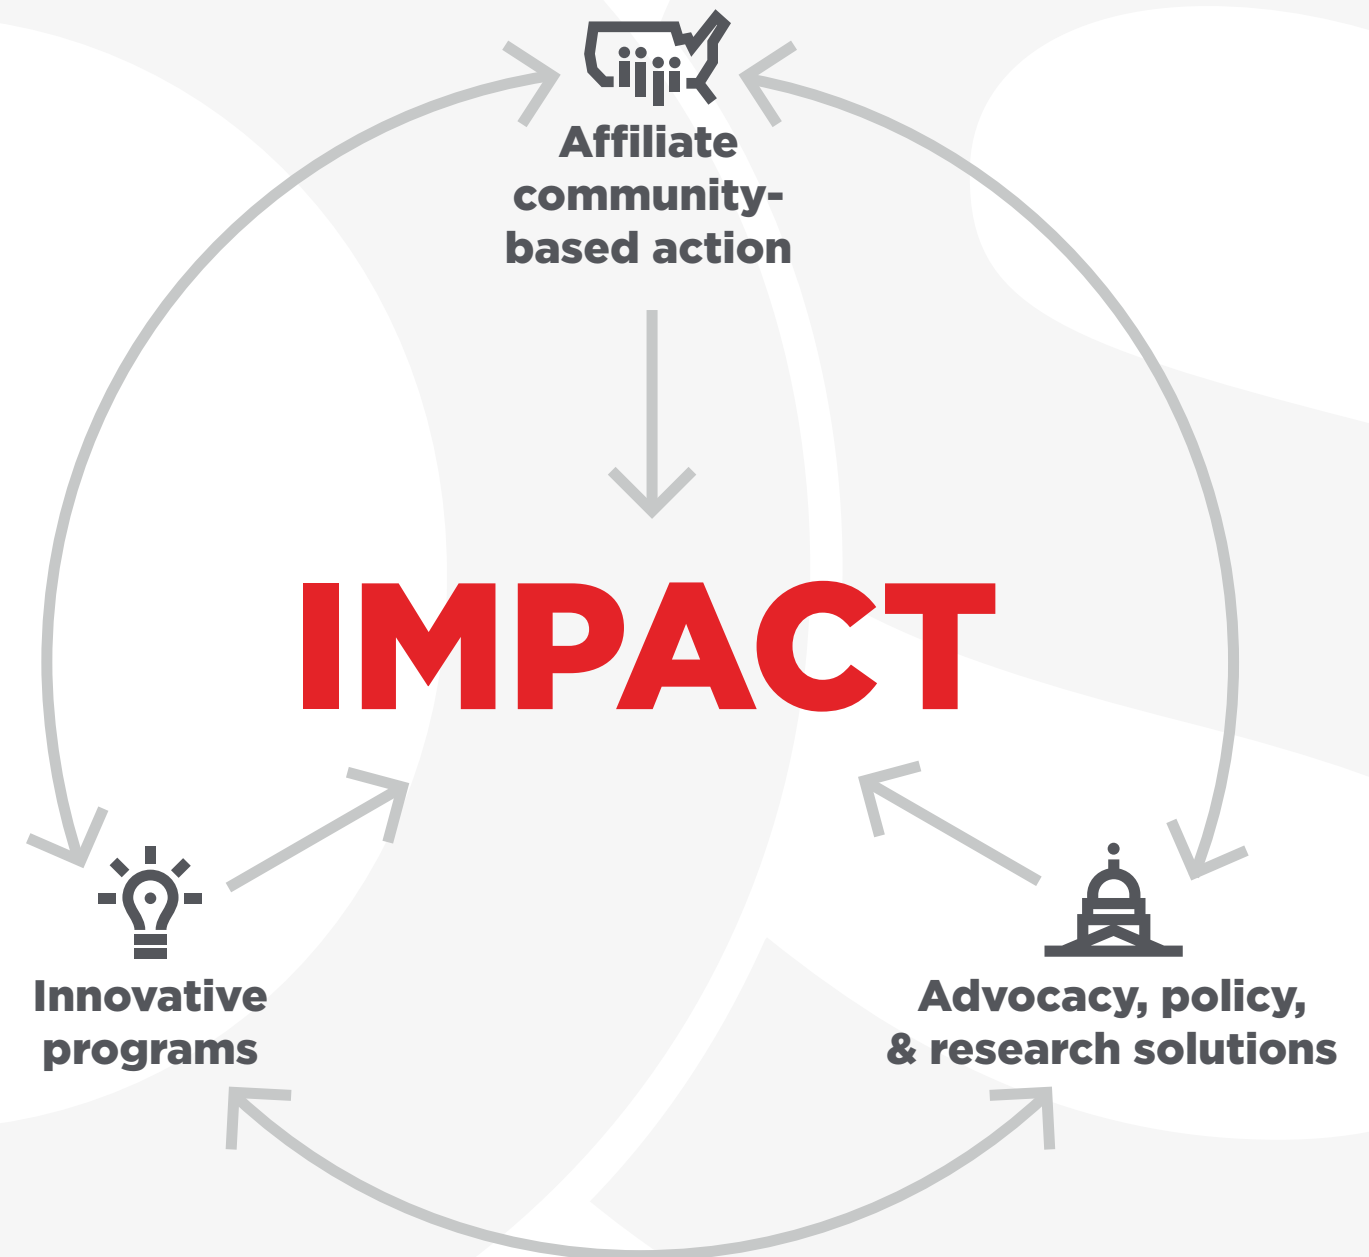 Affiliate
community-
based action
IMPACT
Innovative
programs
Advocacy, policy,
& research solutions